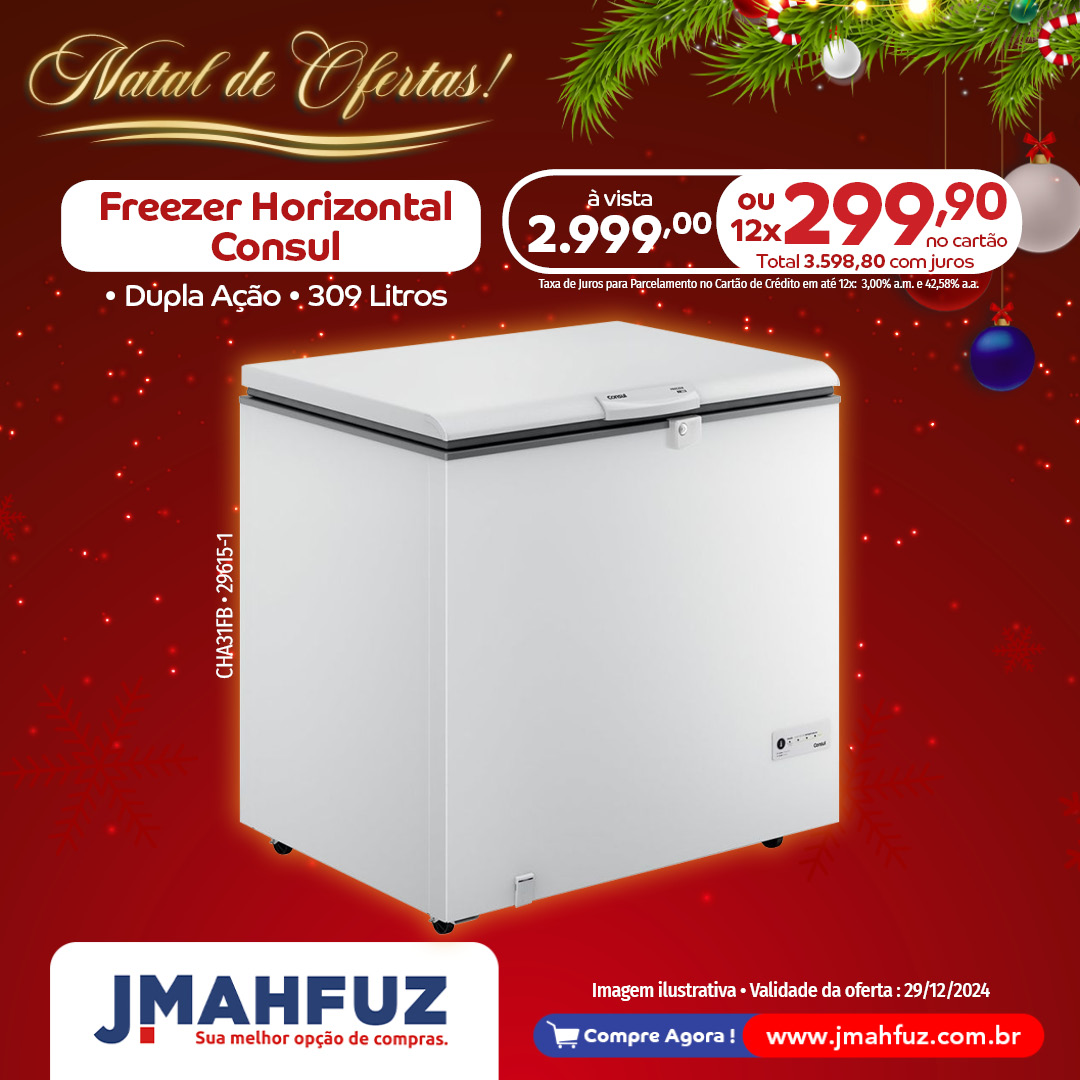 Natal de Ofertas!
Freezer Horizontal
Consul
• Dupla Ação • 309 Litros
à vista
2.999,00
ou
12x 299,90
no cartão
Total 3.598,80 com juros
Taxa de Juros para Parcelamento no Cartão de Crédito em até 12x: 3,00% a.m. e 42,58% a.a.
Consul
CHA31FB • 29615-1
Consul
JMAHFUZ
Sua melhor opção de compras.
Imagem ilustrativa • Validade da oferta : 29/12/2024
Compre Agora !
www.jmahfuz.com.br